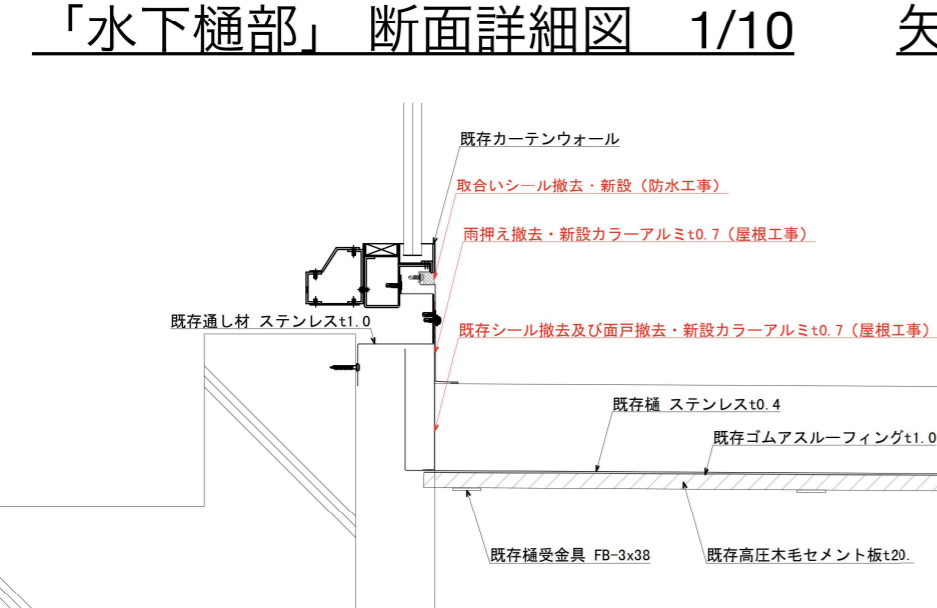 「水下樋部」 断面詳細図 1/10 矢
既存カーテンウォール
取合いシール撤去・新設（防水工事）
雨押え撤去・新設カラーアルミt0.7（屋根工事）
既存通し材 ステンレスt1.0
既存シール撤去及び面戸撤去・新設カラーアルミt0.7（屋根工事）
既存樋 ステンレスt0.4
既存ゴムアスルーフィングt1.0
既存樋受金具 FB-3x38
既存高圧木毛セメント板t20.